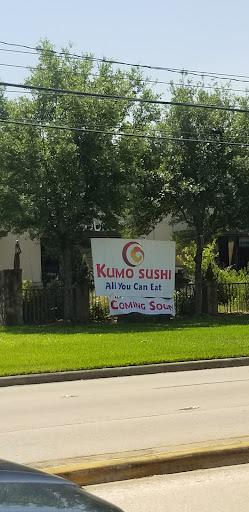 KUMO SUSHI
All You Can Eat
COMING SOON